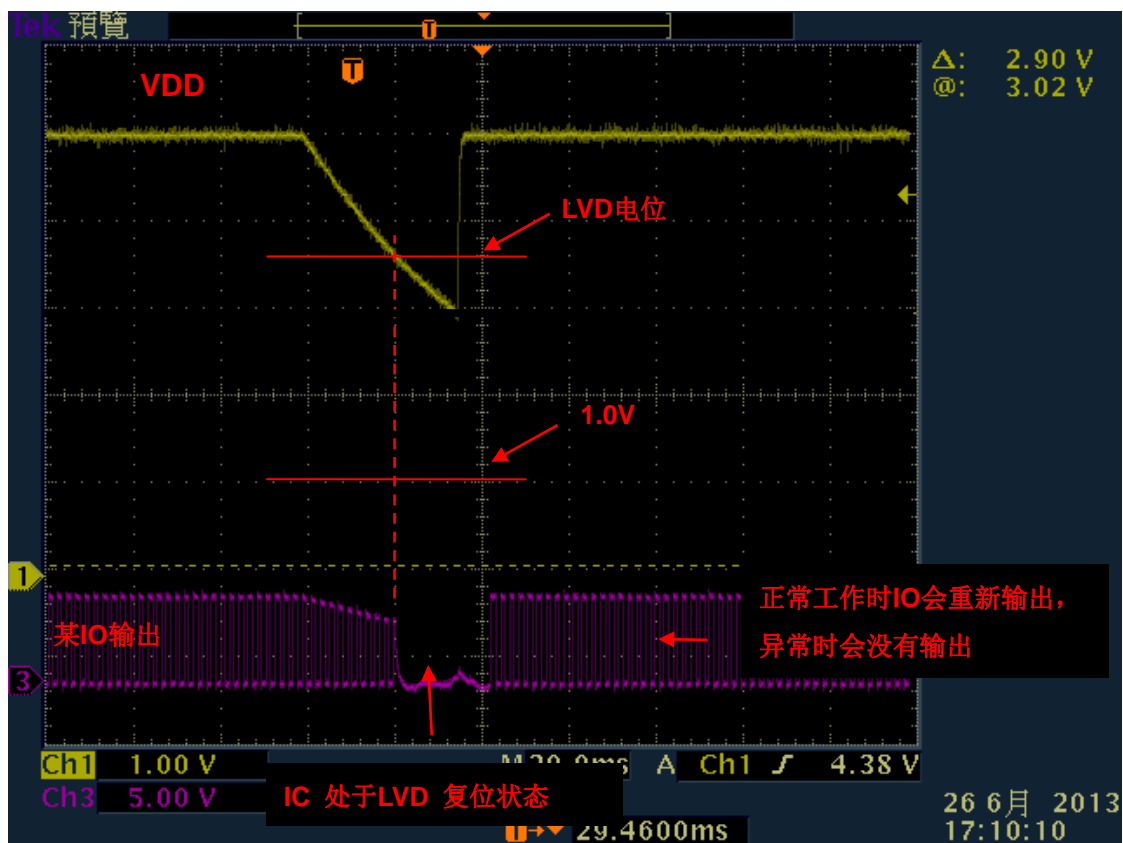 Tek 預覽
T
T
VDD
Δ: 2.90 V
@: 3.02 V
LVD电位
1.0V
1
某IO输出
正常工作时IO会重新输出，
异常时会没有输出
3
Ch1 1.00 V
A Ch1 4.38 V
Ch3 5.00 V
IC 处于LVD 复位状态
T 29.4600ms
26 6月 2013
17:10:10